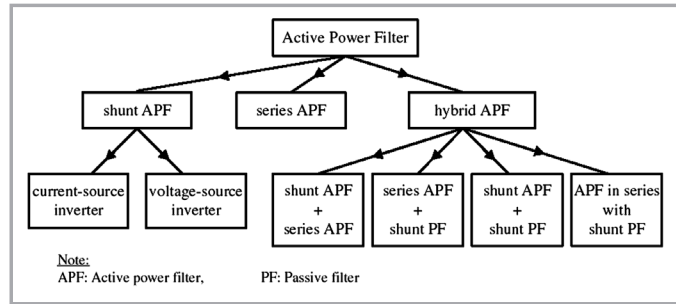 Active Power Filter
shunt APF
series APF
hybrid APF
current-source
inverter
voltage-source
inverter
shunt APF
+
series APF
series APF
+
shunt PF
shunt APF
+
shunt PF
APF in series
with
shunt PF
Note:
APF: Active power filter, PF: Passive filter